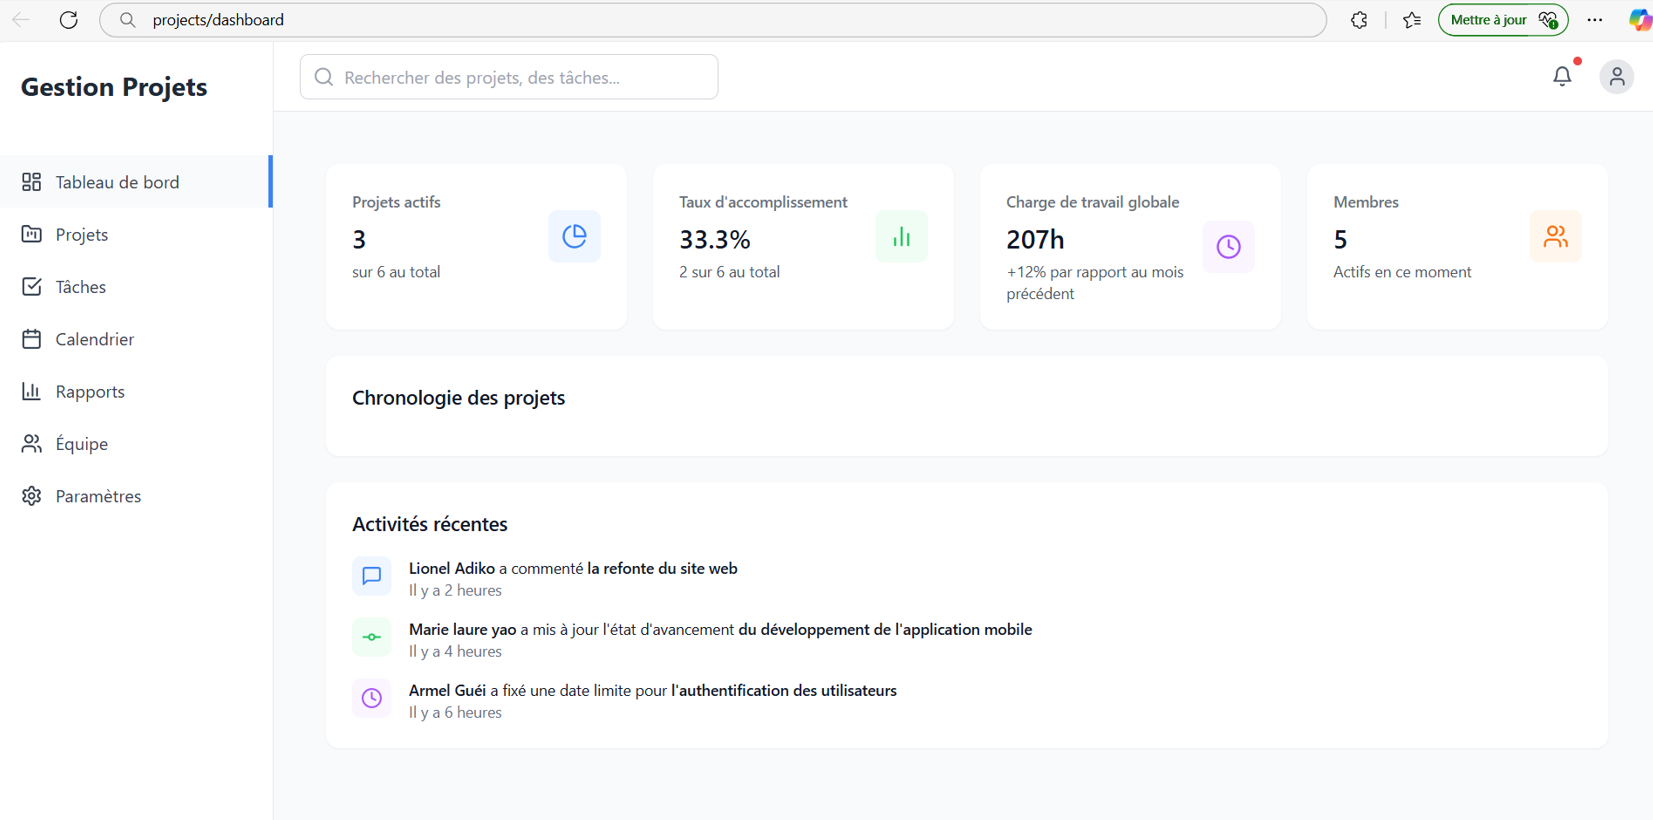 projects/dashboard
Mettre à jour
Gestion Projets
Rechercher des projets, des tâches...
Tableau de bord
Projets
Tâches
Calendrier
Rapports
Équipe
Paramètres
Projets actifs
3
sur 6 au total
Taux d'accomplissement
33.3%
2 sur 6 au total
Charge de travail globale
207h
+12% par rapport au mois
précédent
Membres
5
Actifs en ce moment
Chronologie des projets
Activités récentes
Lionel Adiko a commenté la refonte du site web
Il y a 2 heures
Marie laure yao a mis à jour l'état d'avancement du développement de l'application mobile
Il y a 4 heures
Armel Guéi a fixé une date limite pour l'authentification des utilisateurs
Il y a 6 heures